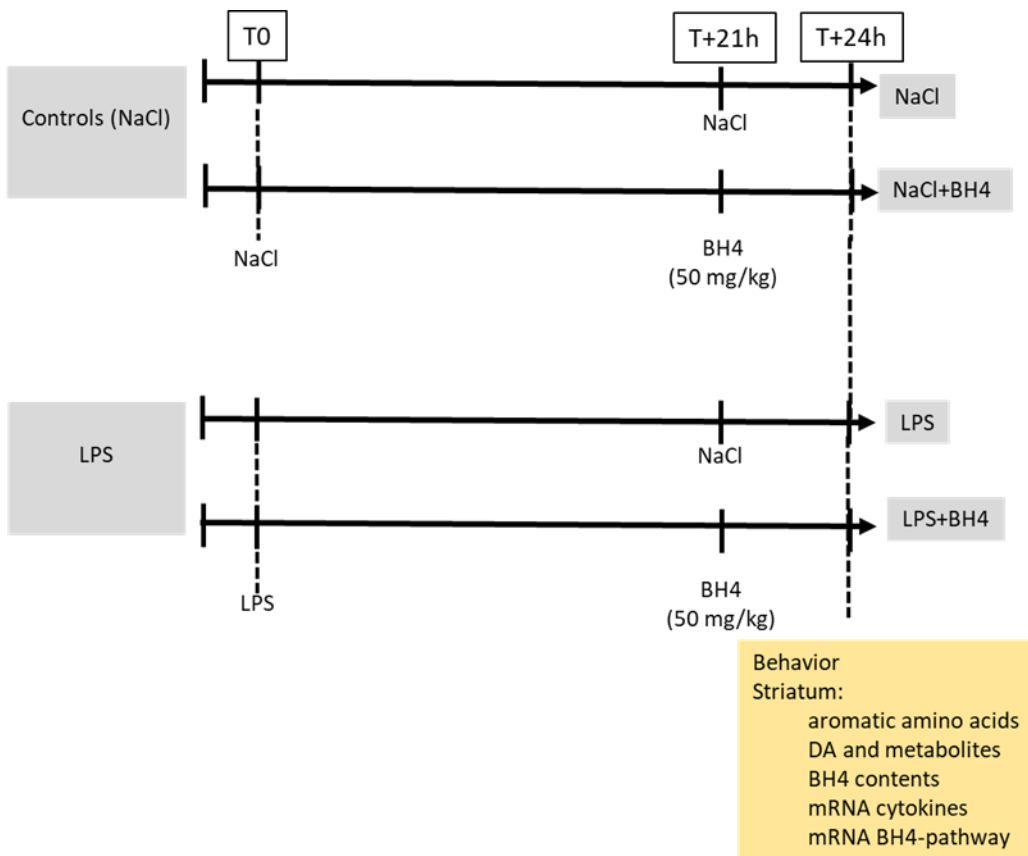 T0
T+21h
T+24h
Controls (NaCl)
NaCl
NaCl
NaCl+BH4
NaCl
BH4
(50 mg/kg)
LPS
LPS
NaCl
LPS+BH4
LPS
BH4
(50 mg/kg)
Behavior
Striatum:
aromatic amino acids
DA and metabolites
BH4 contents
mRNA cytokines
mRNA BH4-pathway